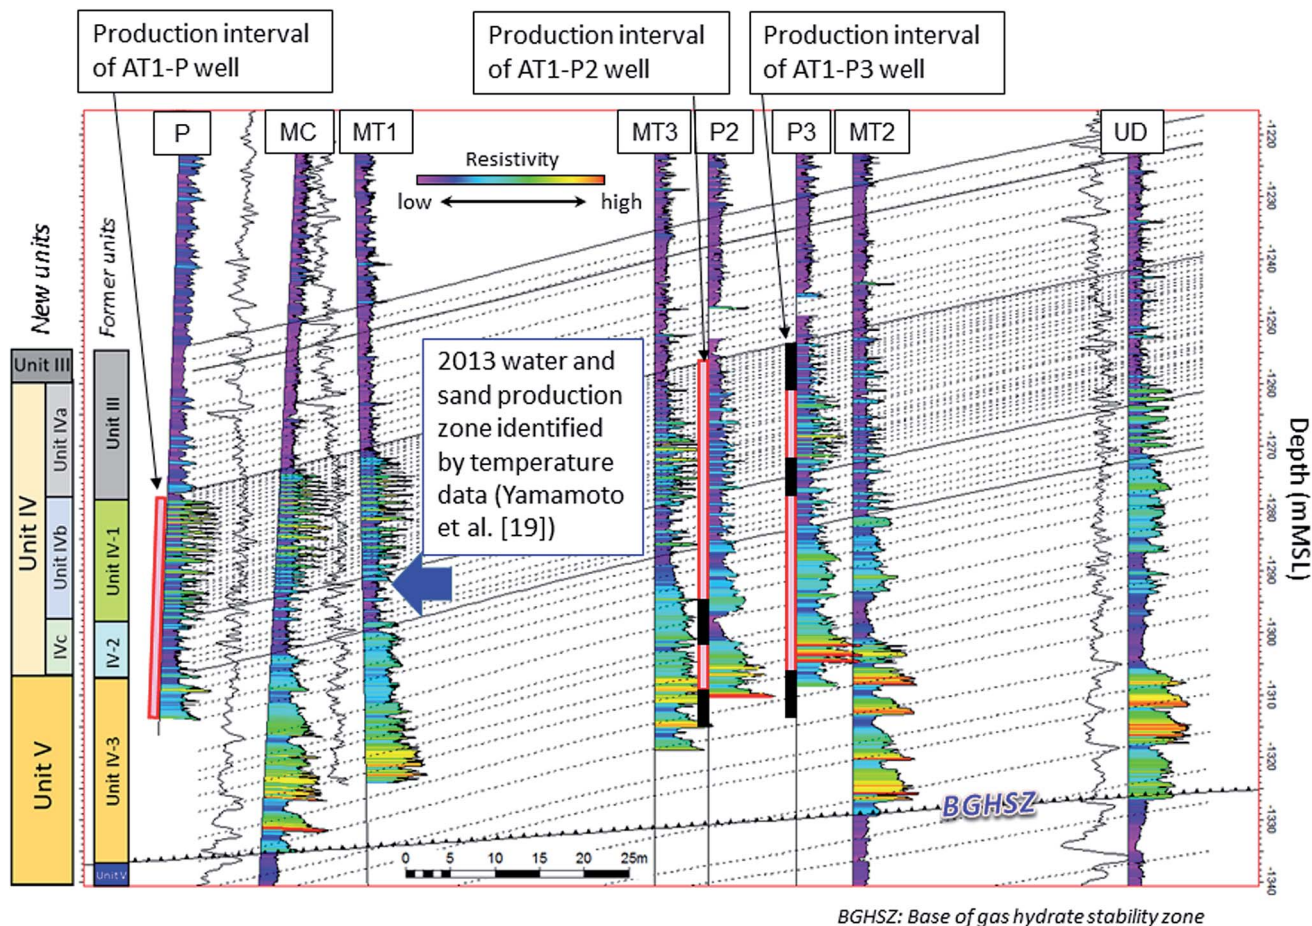 Production interval
of AT1-P well
Production interval
of AT1-P2 well
Production interval
of AT1-P3 well
P
MC
MT1
MT3
P2
P3
MT2
UD
Resistivity
low
high
-1220
-1230
-1240
-1250
-1260
-1270
-1280
-1290
-1300
-1310
-1320
-1330
-1340
Depth (mMSL)
New units
Former units
Unit III
Unit IV
Unit IVa
Unit IVb
IVc
Unit V
Unit III
Unit IV-1
IV-2
Unit IV-3
Unit V
2013 water and
sand production
zone identified
by temperature
data (Yamamoto
et al. [19])
BGHSZ
0 5 10 15 20 25m
BGHSZ: Base of gas hydrate stability zone